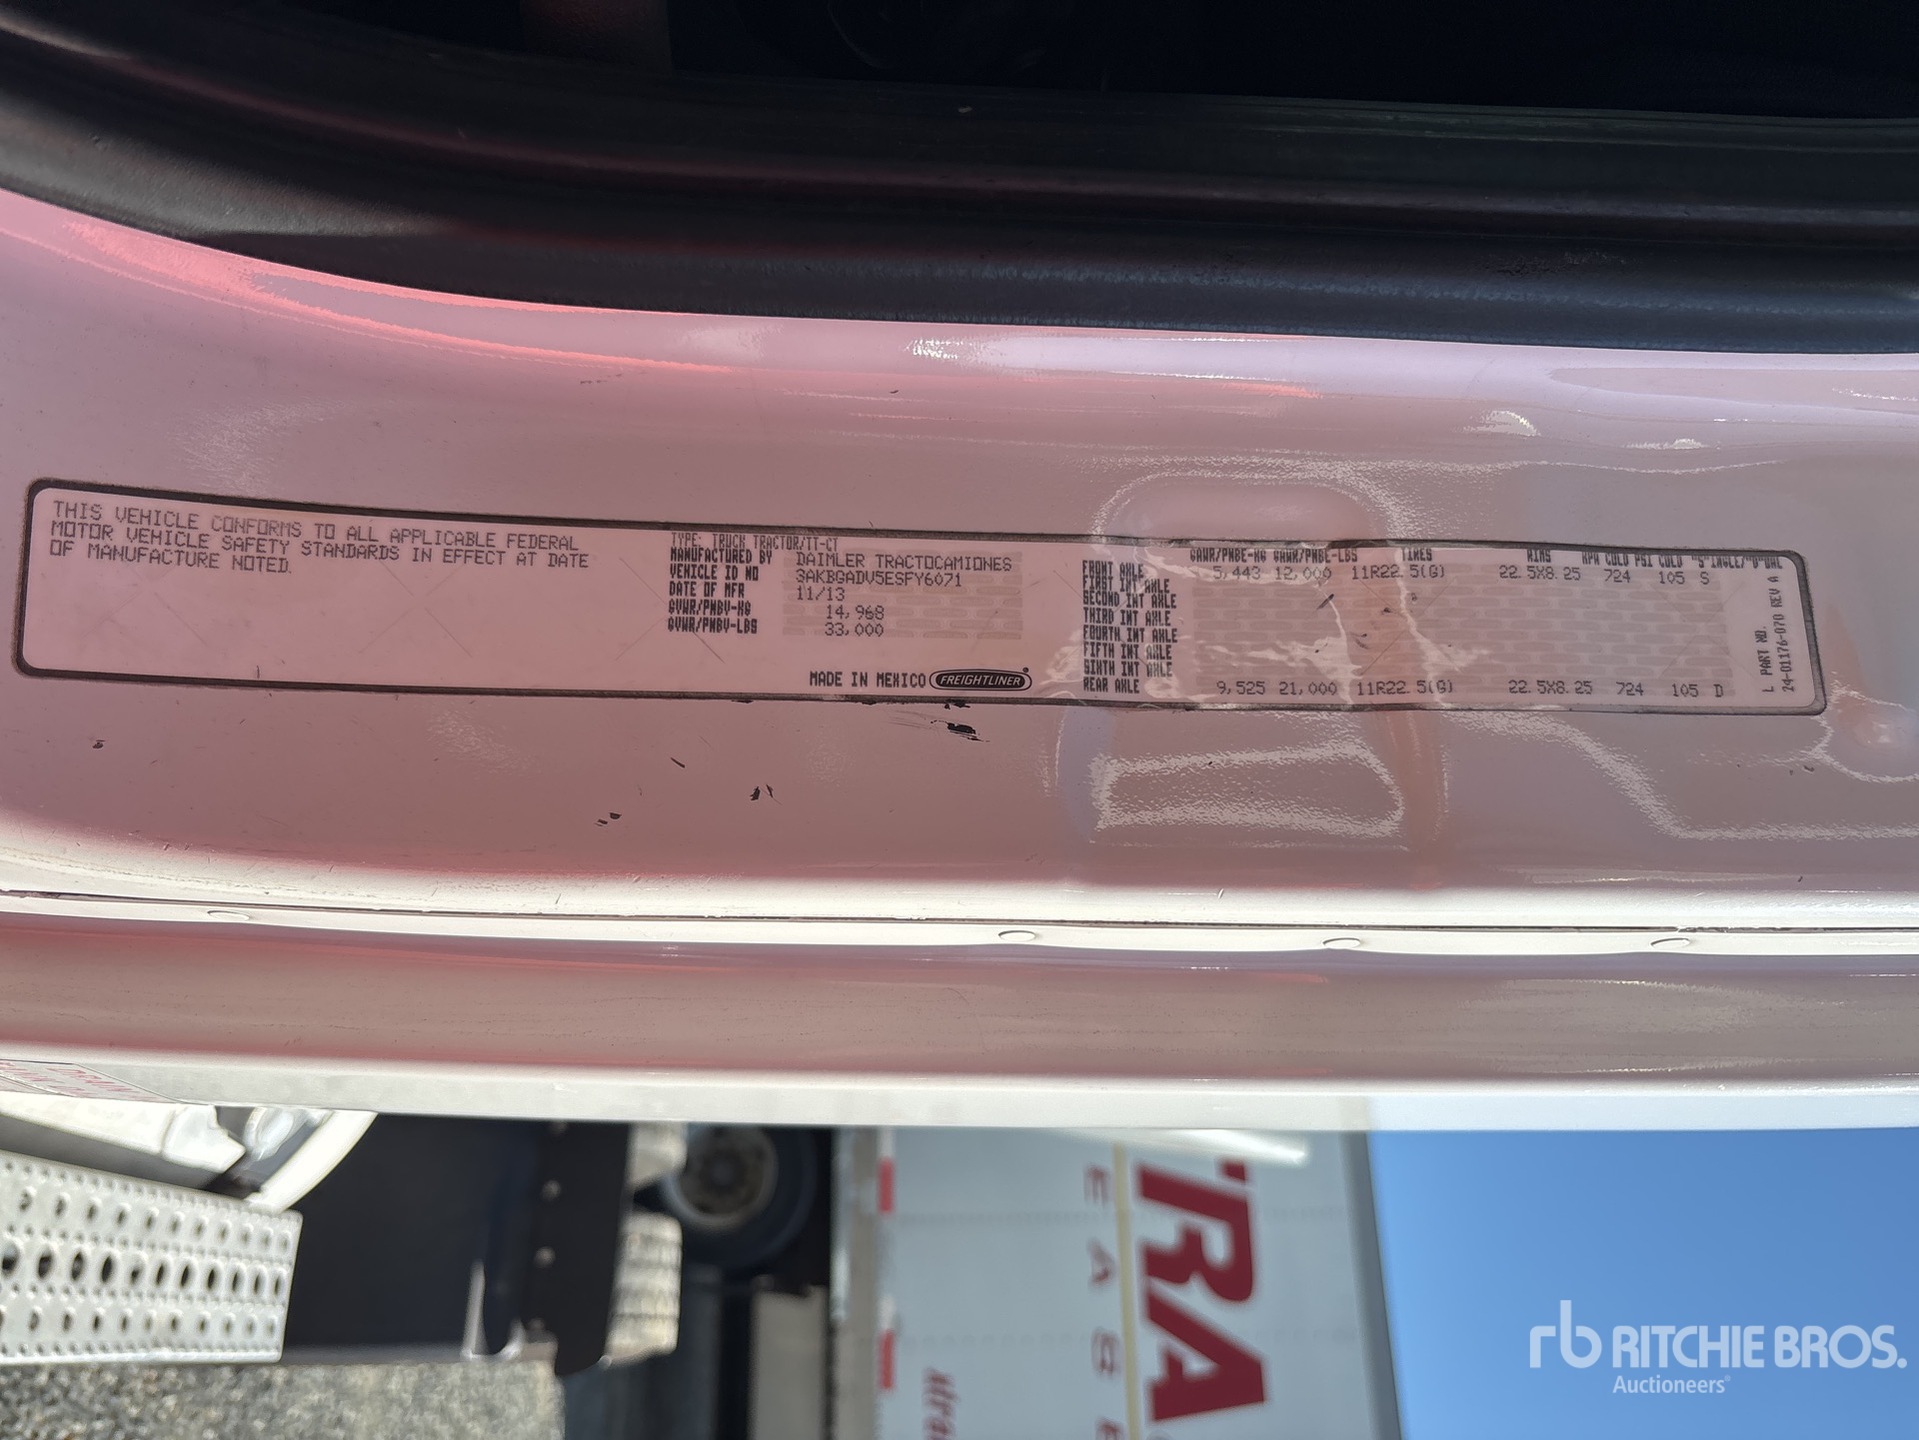 THIS VEHICLE CONFORMS TO ALL APPLICABLE FEDERAL
MOTOR VEHICLE SAFETY STANDARDS IN EFFECT AT DATE
OF MANUFACTURE NOTED.
TYPE: TRUCK TRACTOR/TT-CT
MANUFACTURED BY DAIMLER TRACTOCAMIONES
VEHICLE ID NO 3AKBGADV5ESFY6071
DATE OF MFR 11/13
GVWR/PNBV-KG 14,968
GVWR/PNBV-LBS 33,000
MADE IN MEXICO FREIGHTLINER
GAWR/PNBE-KG GAWR/PNBE-LBS TIRES RIMS KPA COLD PSI COLD "S"INGLE/"D"UAL
FRONT AXLE 5,443 12,000 11R22.5(G) 22.5X8.25 724 105 S
FIRST INT AXLE
SECOND INT AXLE
THIRD INT AXLE
FOURTH INT AXLE
FIFTH INT AXLE
SIXTH INT AXLE
REAR AXLE 9,525 21,000 11R22.5(G) 22.5X8.25 724 105 D
L PART NO.
24-01176-070 REV A
TRA
EASE
xtra
rb RITCHIE BROS.
Auctioneers